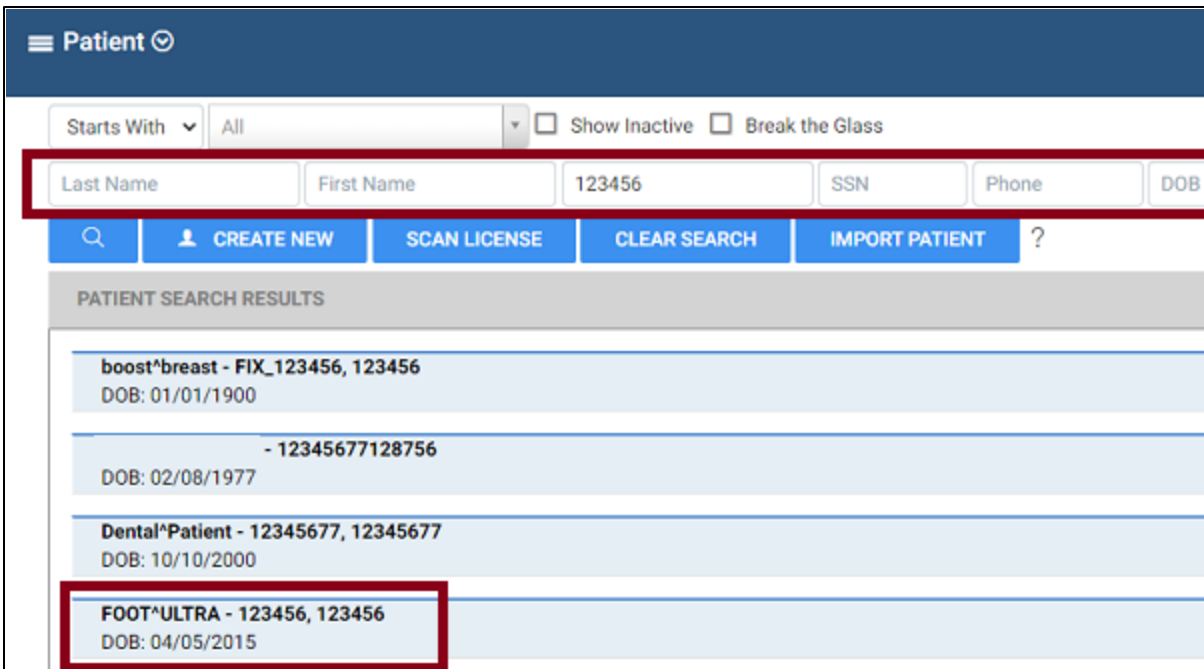 Patient
Starts With All Show Inactive Break the Glass
Last Name First Name 123456 SSN Phone DOB
CREATE NEW SCAN LICENSE CLEAR SEARCH IMPORT PATIENT ?
PATIENT SEARCH RESULTS
boost^breast - FIX_123456, 123456
DOB: 01/01/1900
- 12345677128756
DOB: 02/08/1977
Dental^Patient - 12345677, 12345677
DOB: 10/10/2000
FOOT^ULTRA - 123456, 123456
DOB: 04/05/2015